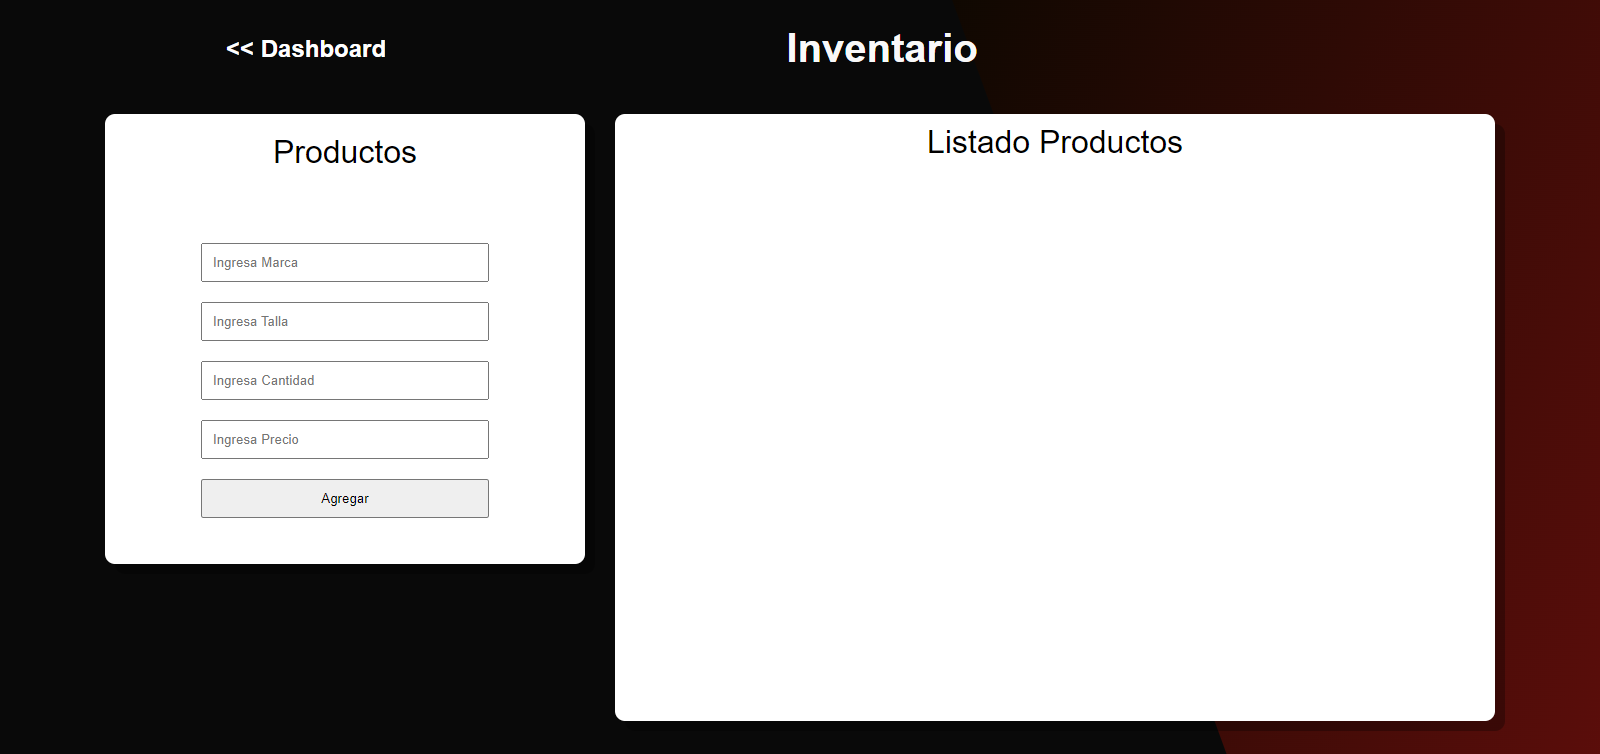 << Dashboard
Inventario
Productos
Ingresa Marca
Ingresa Talla
Ingresa Cantidad
Ingresa Precio
Agregar
Listado Productos